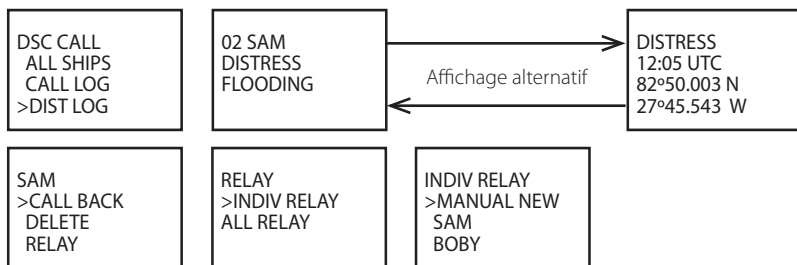 DSC CALL
ALL SHIPS
CALL LOG
>DIST LOG
02 SAM
DISTRESS
FLOODING
Affichage alternatif
DISTRESS
12:05 UTC
82º50.003 N
27º45.543 W
SAM
>CALL BACK
DELETE
RELAY
RELAY
>INDIV RELAY
ALL RELAY
INDIV RELAY
>MANUAL NEW
SAM
BOBY